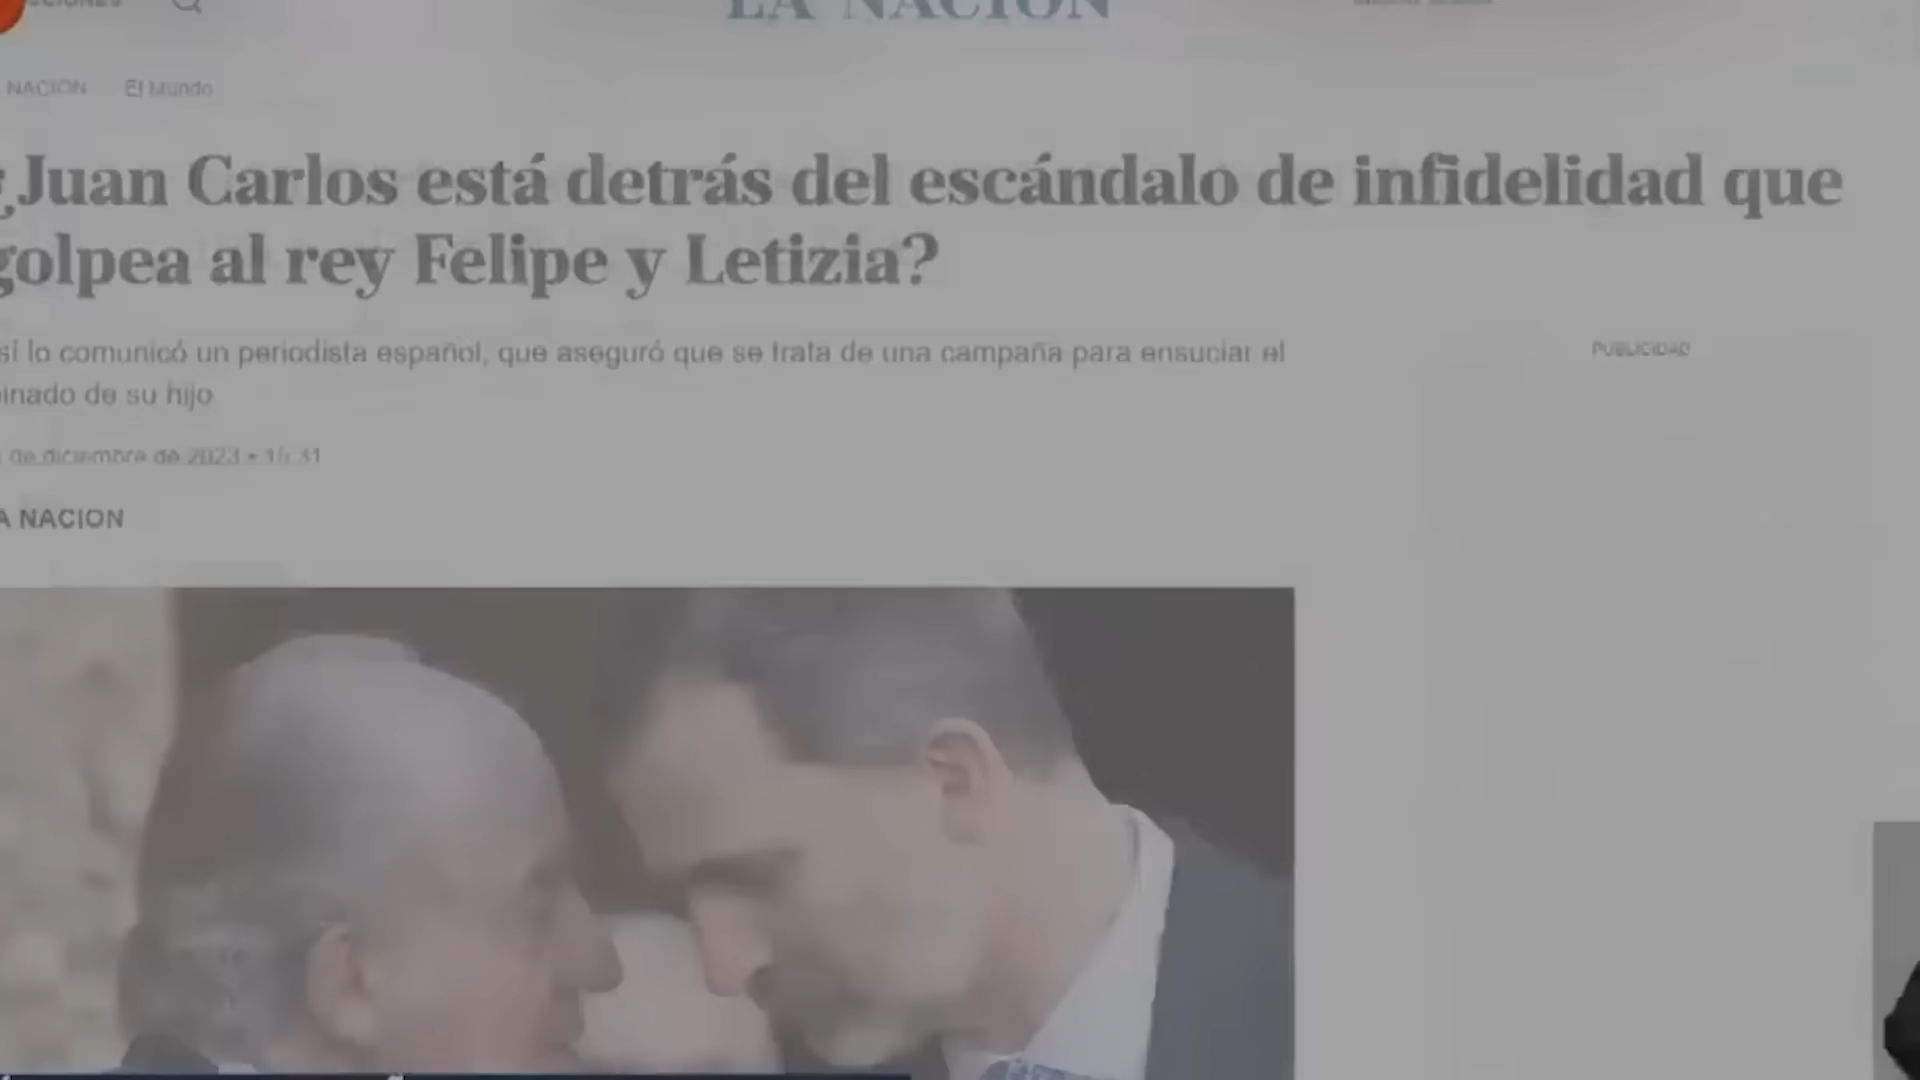 LA NACION
NACION El Mundo
¿Juan Carlos está detrás del escándalo de infidelidad que
golpea al rey Felipe y Letizia?
sí lo comunicó un periodista español, que aseguró que se trata de una campaña para ensuciar el
inado de su hijo
PUBLICIDAD
de diciembre de 2023 •
A NACION